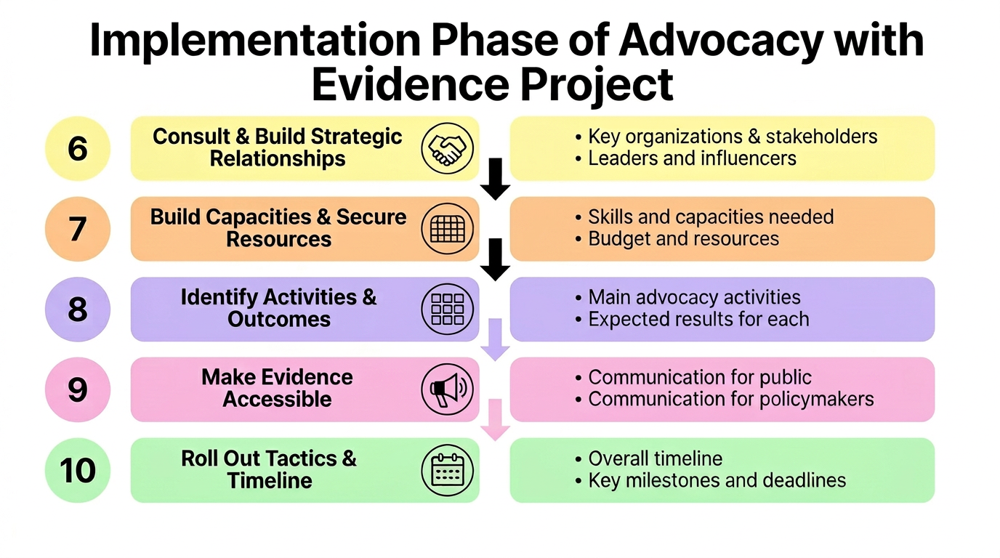 Implementation Phase of Advocacy with
Evidence Project
6
Consult & Build Strategic
Relationships
• Key organizations & stakeholders
• Leaders and influencers
7
Build Capacities & Secure
Resources
• Skills and capacities needed
• Budget and resources
8
Identify Activities &
Outcomes
• Main advocacy activities
• Expected results for each
9
Make Evidence
Accessible
• Communication for public
• Communication for policymakers
10
Roll Out Tactics &
Timeline
• Overall timeline
• Key milestones and deadlines